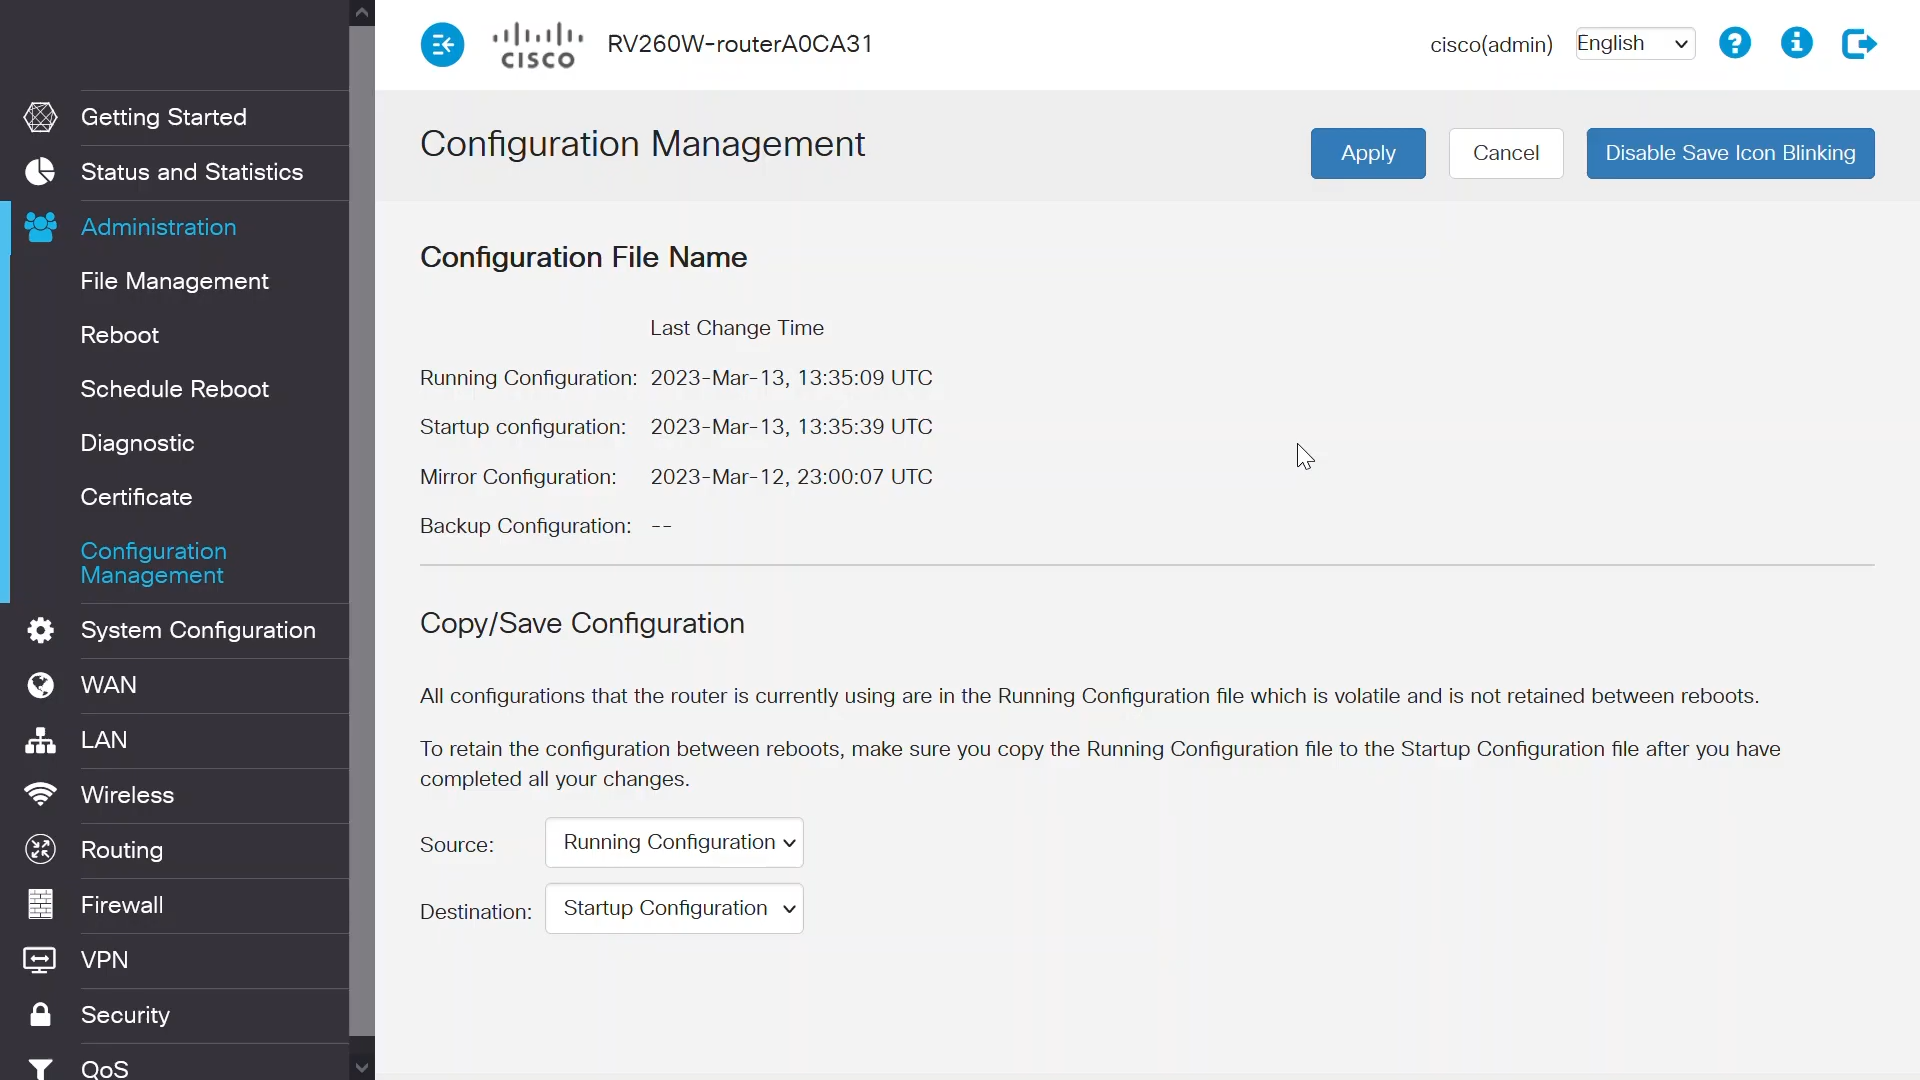 CISCO
RV260W-routerA0CA31
cisco(admin)
English
Getting Started
Status and Statistics
Administration
File Management
Reboot
Schedule Reboot
Diagnostic
Certificate
Configuration
Management
System Configuration
WAN
LAN
Wireless
Routing
Firewall
VPN
Security
QoS
Configuration Management
Apply
Cancel
Disable Save Icon Blinking
Configuration File Name
Last Change Time
Running Configuration: 2023-Mar-13, 13:35:09 UTC
Startup configuration: 2023-Mar-13, 13:35:39 UTC
Mirror Configuration: 2023-Mar-12, 23:00:07 UTC
Backup Configuration: --
Copy/Save Configuration
All configurations that the router is currently using are in the Running Configuration file which is volatile and is not retained between reboots.
To retain the configuration between reboots, make sure you copy the Running Configuration file to the Startup Configuration file after you have
completed all your changes.
Source: Running Configuration
Destination: Startup Configuration